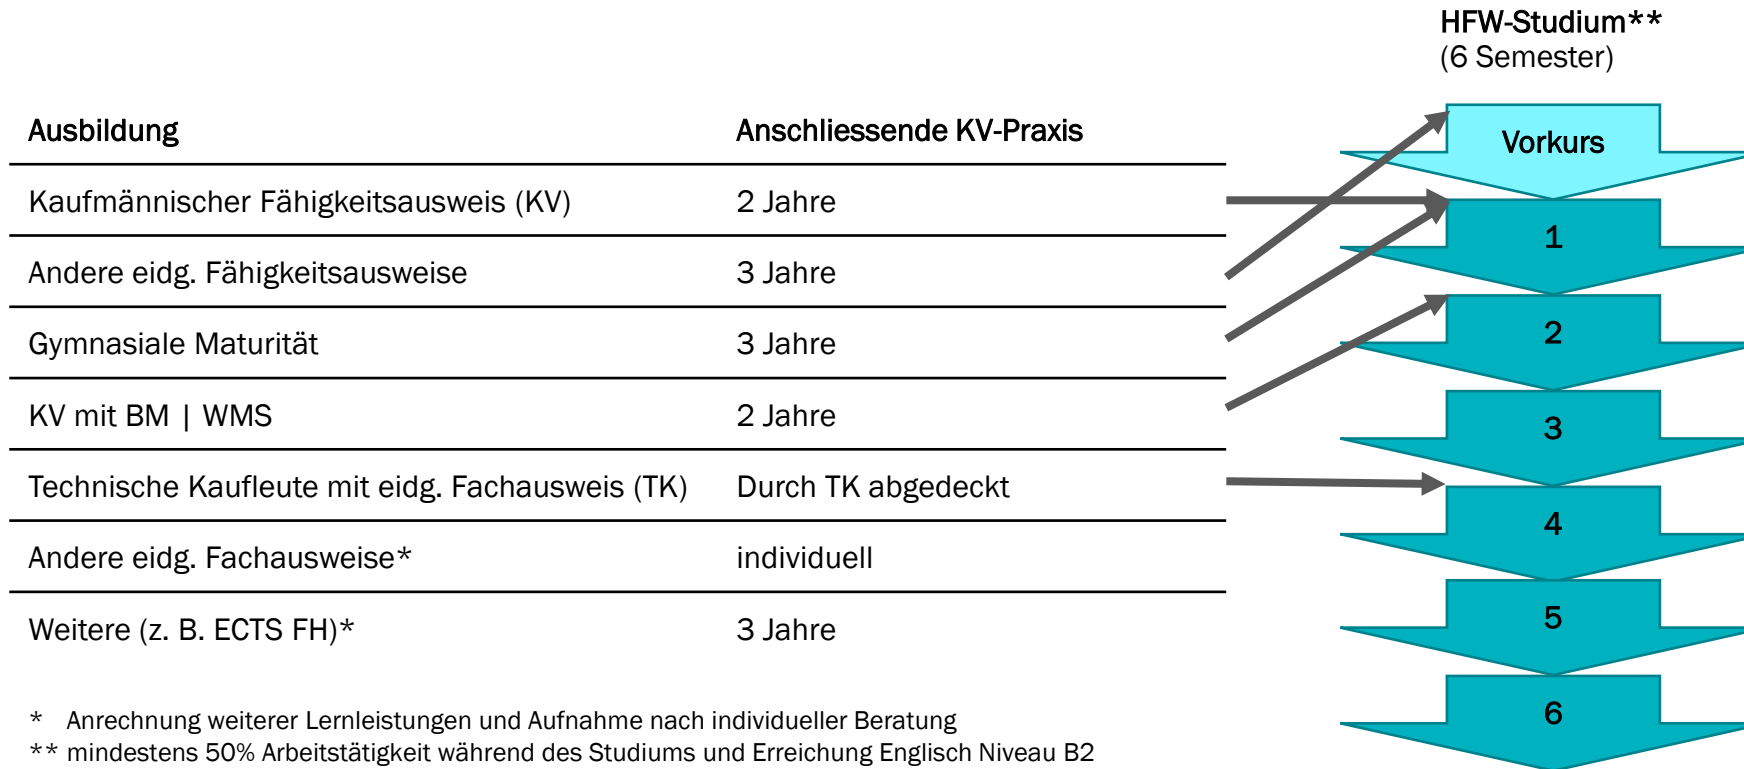 HFW-Studium**
(6 Semester)
Ausbildung Anschliessende KV-Praxis
Vorkurs
Kaufmännischer Fähigkeitsausweis (KV) 2 Jahre
1
Andere eidg. Fähigkeitsausweise 3 Jahre
Gymnasiale Maturität 3 Jahre
2
KV mit BM | WMS 2 Jahre
3
Technische Kaufleute mit eidg. Fachausweis (TK) Durch TK abgedeckt
4
Andere eidg. Fachausweise* individuell
5
Weitere (z. B. ECTS FH)* 3 Jahre
6
* Anrechnung weiterer Lernleistungen und Aufnahme nach individueller Beratung
** mindestens 50% Arbeitstätigkeit während des Studiums und Erreichung Englisch Niveau B2